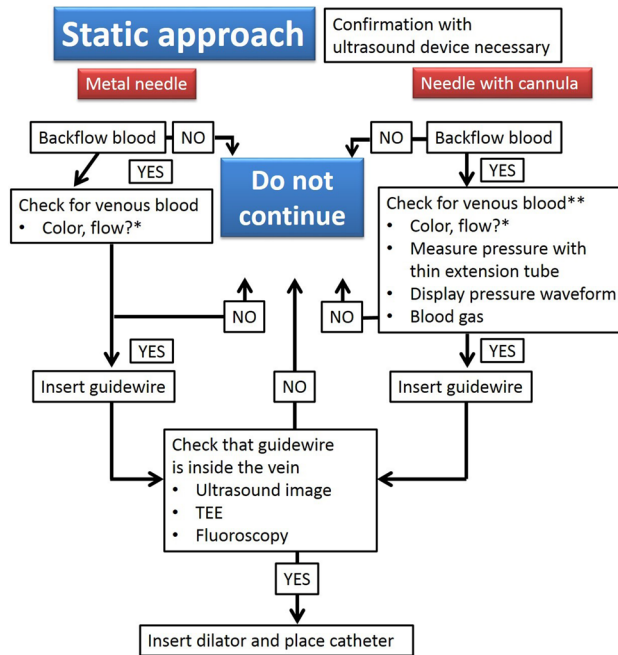 Static approach
Confirmation with
ultrasound device necessary
Metal needle
Needle with cannula
Backflow blood
NO
NO
Backflow blood
YES
YES
Do not
continue
Check for venous blood
• Color, flow?*
Check for venous blood**
• Color, flow?*
• Measure pressure with
thin extension tube
• Display pressure waveform
• Blood gas
NO
NO
YES
YES
Insert guidewire
NO
Insert guidewire
Check that guidewire
is inside the vein
• Ultrasound image
• TEE
• Fluoroscopy
YES
Insert dilator and place catheter